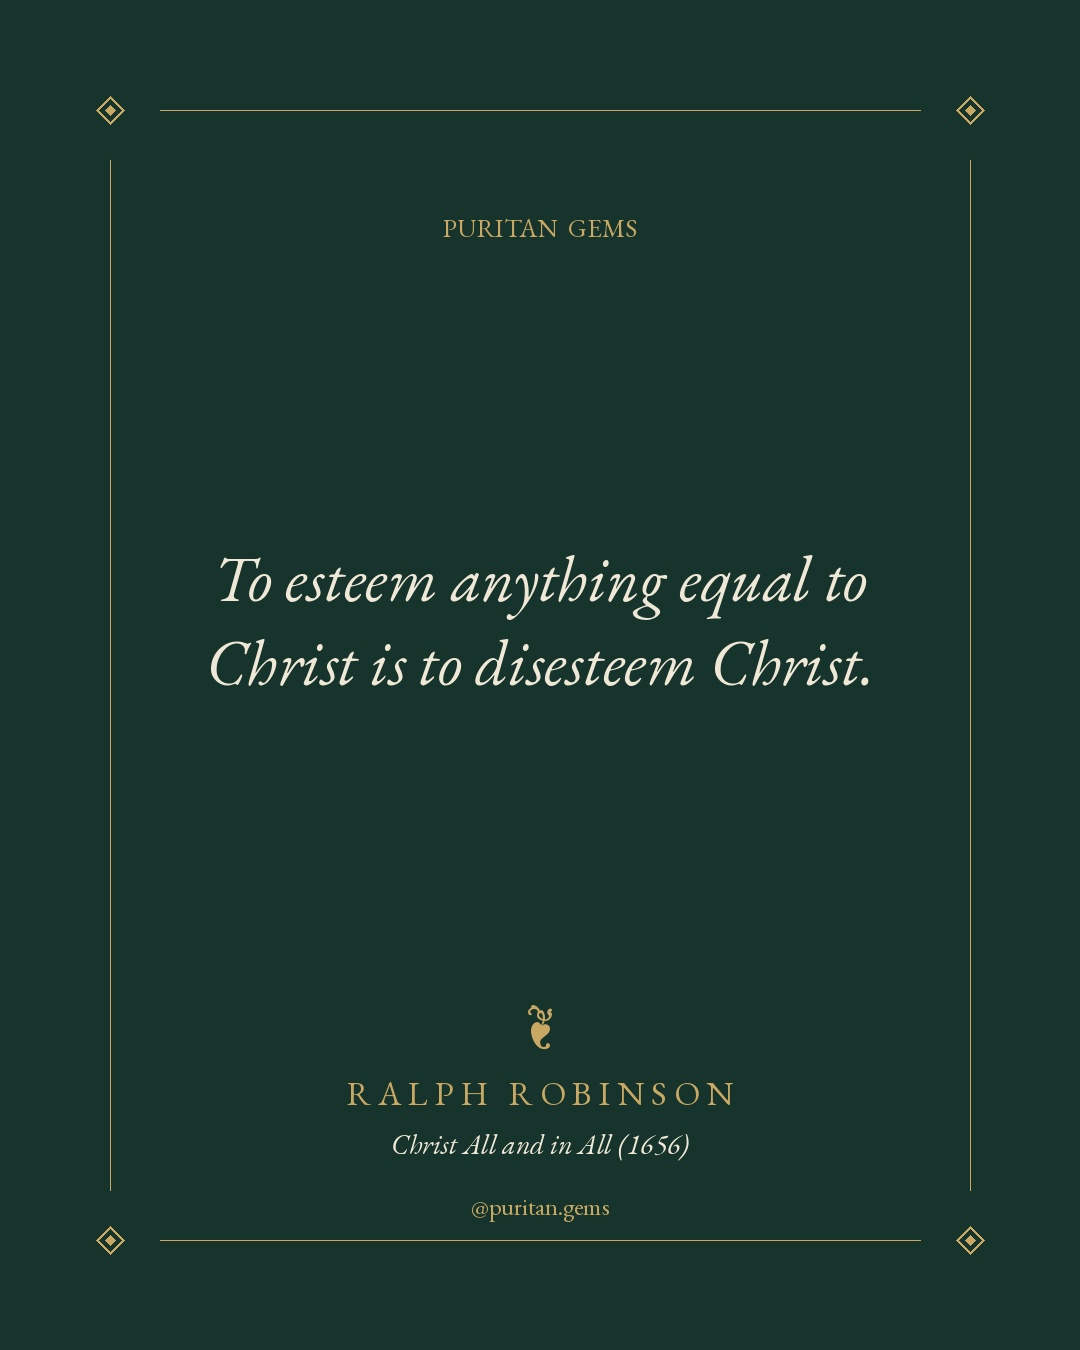 PURITAN GEMS
To esteem anything equal to
Christ is to disesteem Christ.
RALPH ROBINSON
Christ All and in All (1656)
@puritan.gems